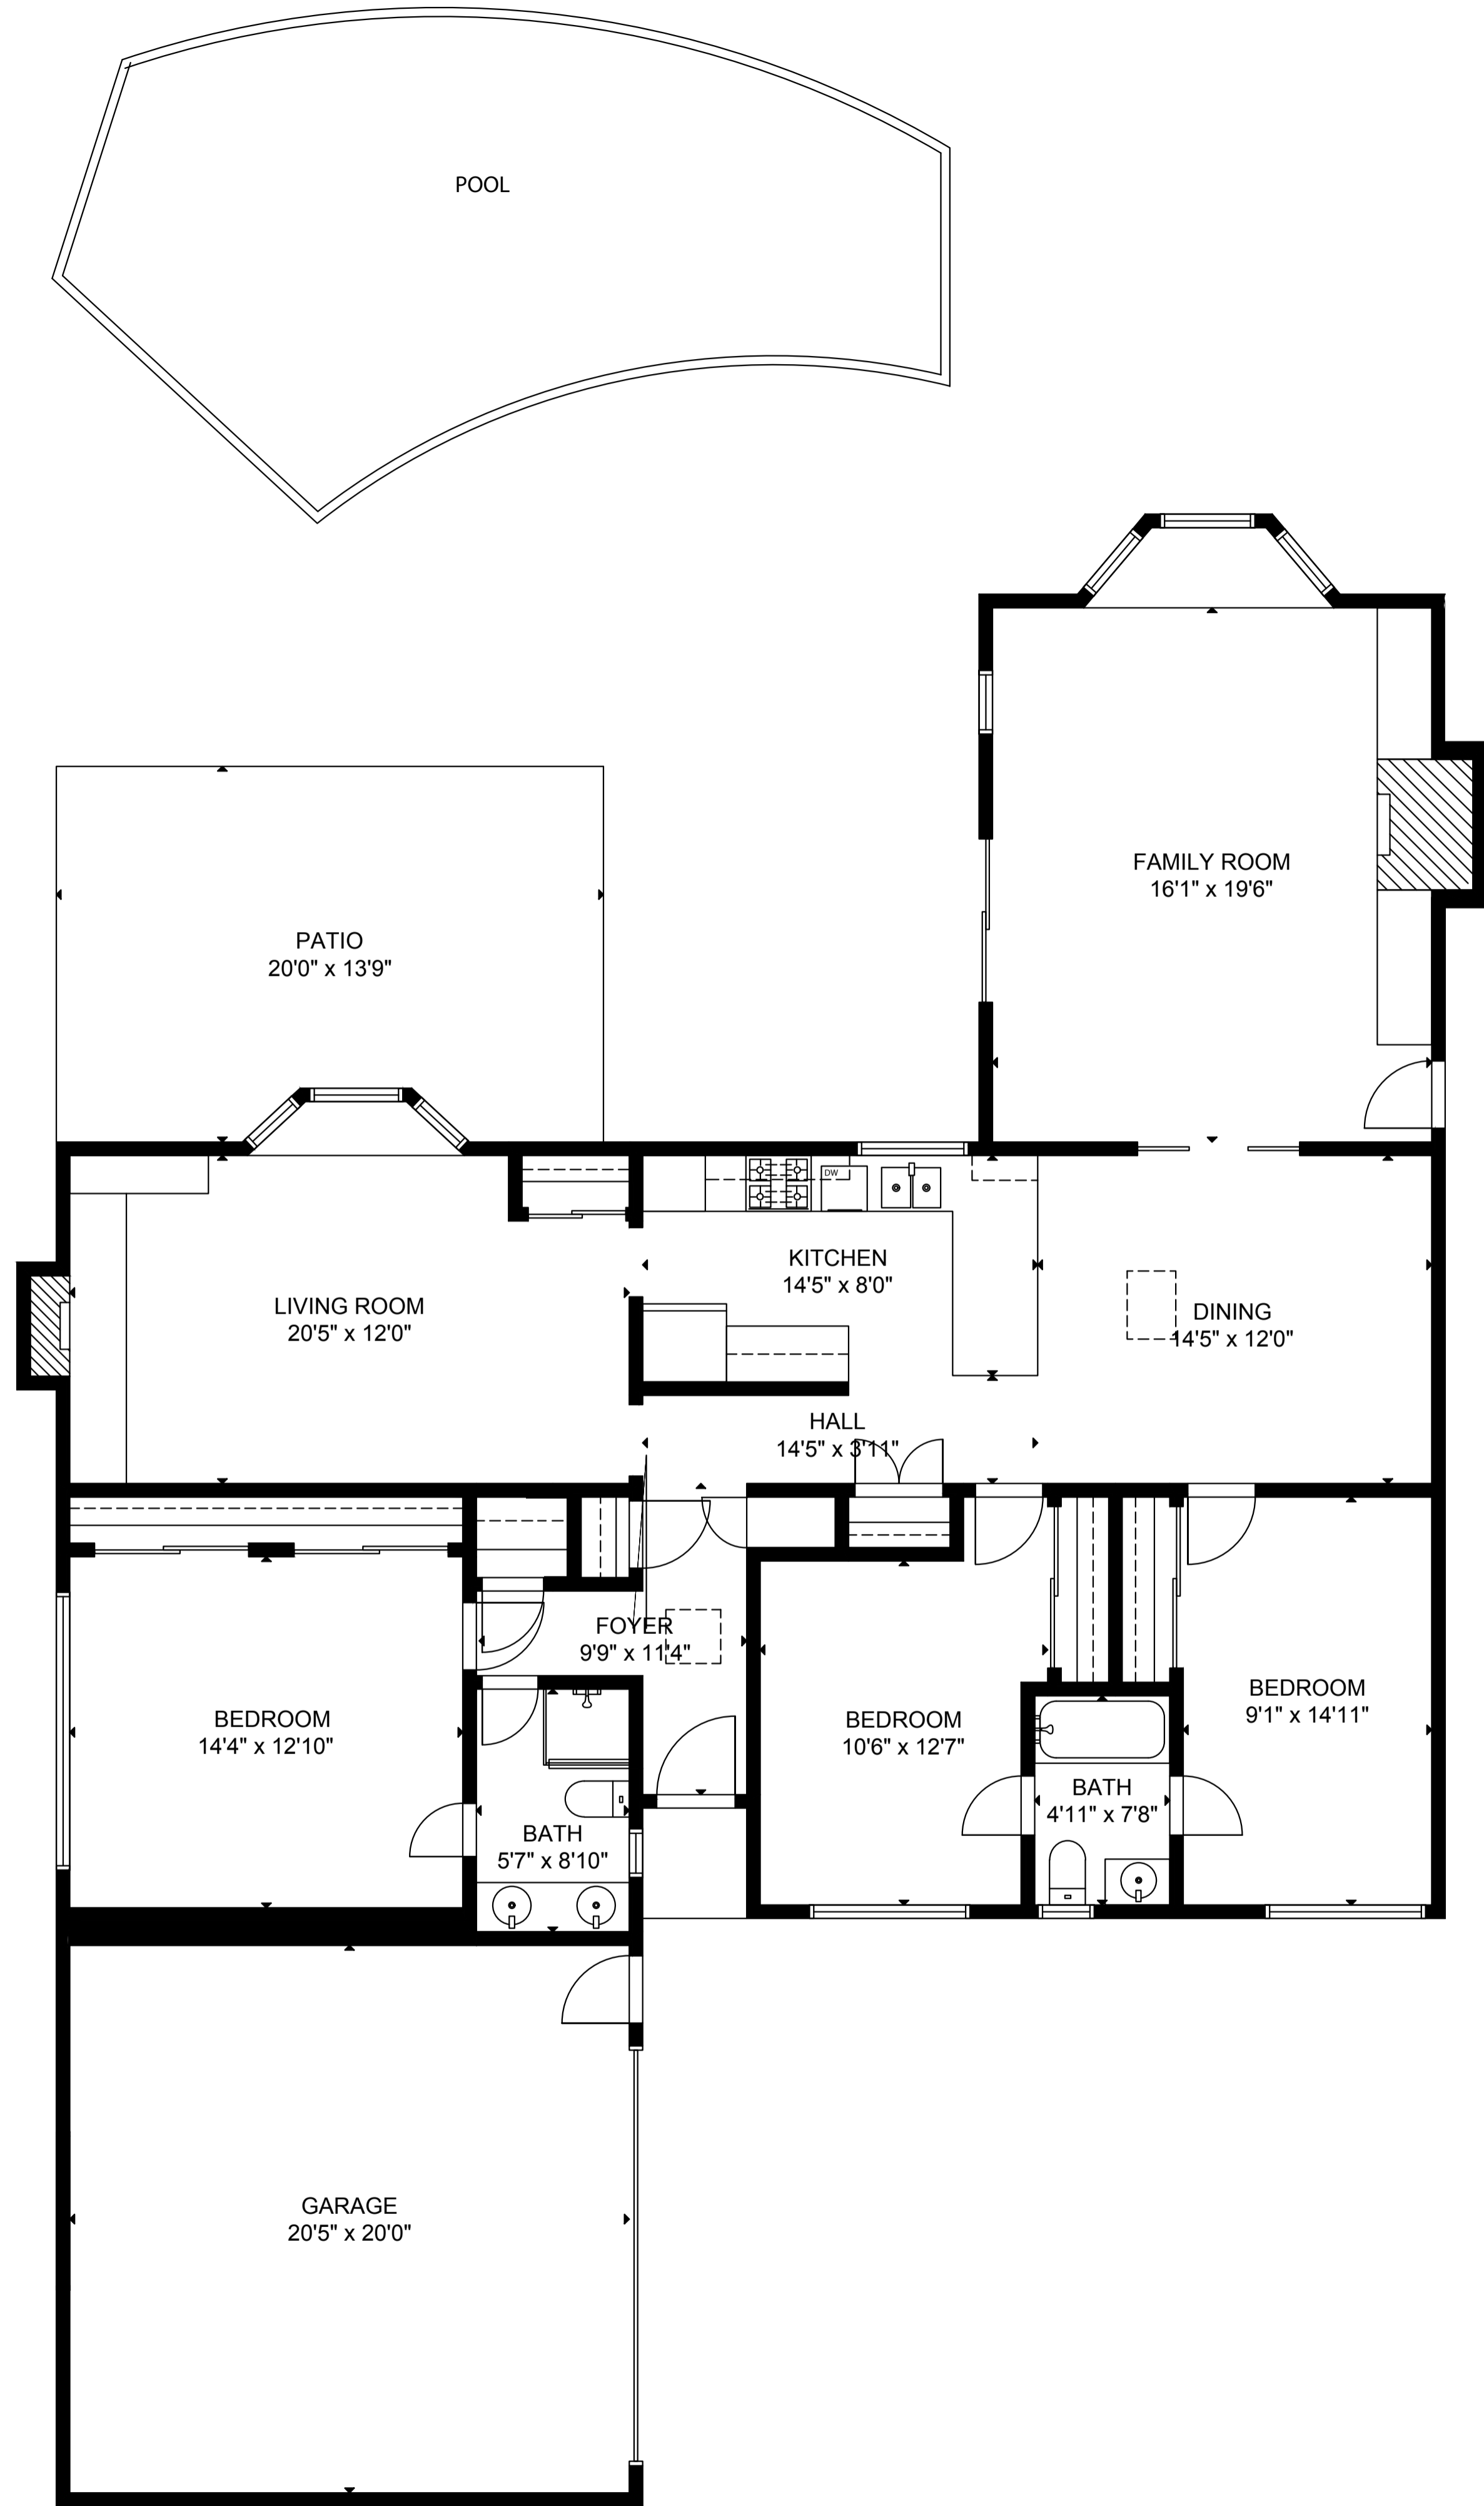 POOL
FAMILY ROOM
16'1" x 19'6"
PATIO
20'0" x 13'9"
DW
KITCHEN
14'5" x 8'0"
LIVING ROOM
20'5" x 12'0"
DINING
14'5" x 12'0"
HALL
14'5" x 3'11"
FOYER
9'9" x 11'4"
BEDROOM
14'4" x 12'10"
BEDROOM
10'6" x 12'7"
BEDROOM
9'1" x 14'11"
BATH
4'11" x 7'8"
BATH
5'7" x 8'10"
GARAGE
20'5" x 20'0"